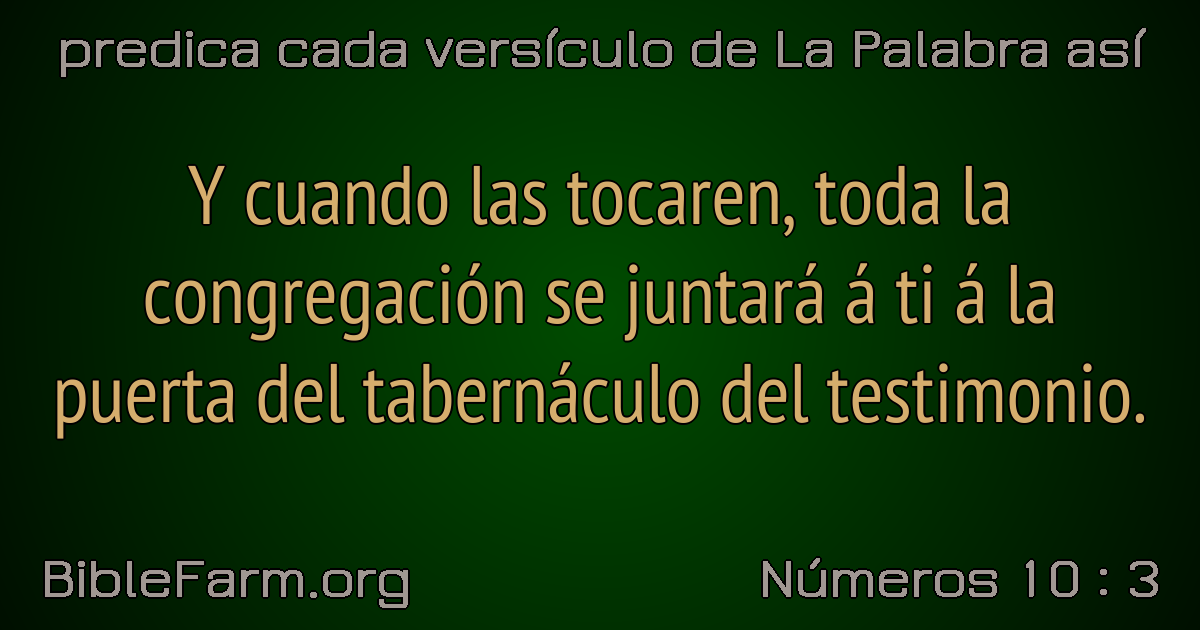 predica cada versículo de La Palabra así
Y cuando las tocaren, toda la
congregación se juntará á ti á la
puerta del tabernáculo del testimonio.
BibleFarm.org
Números 10 : 3